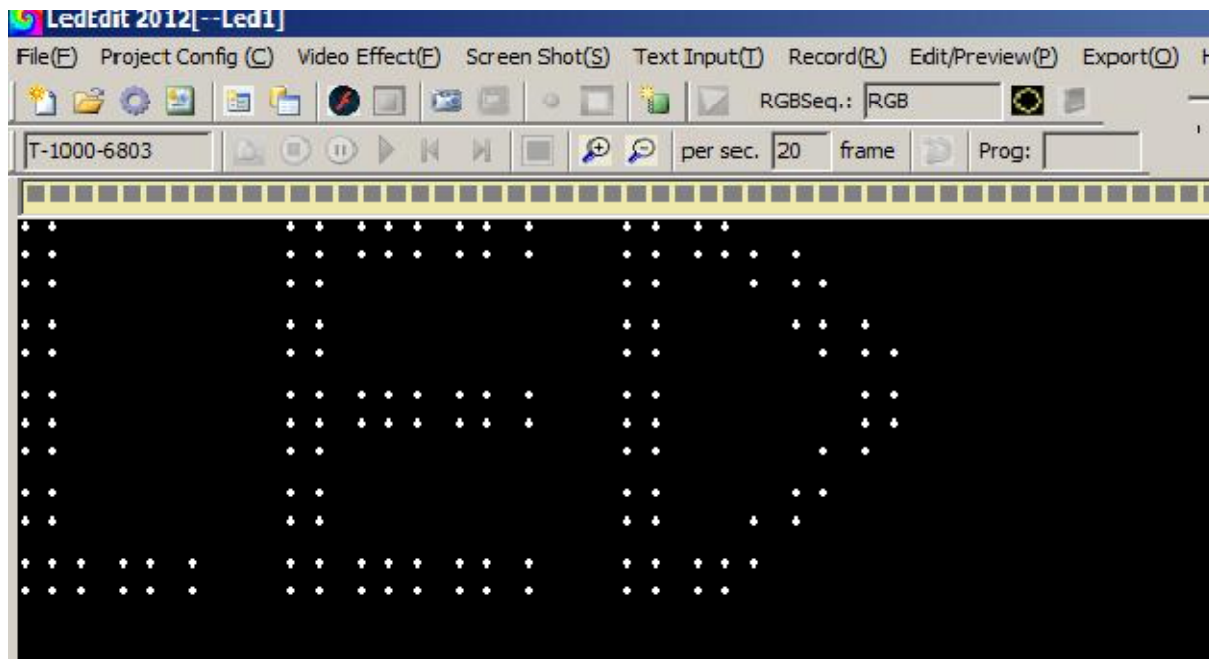 LedEdit 2012[--Led1]
File(F) Project Config (C) Video Effect(F) Screen Shot(S) Text Input(T) Record(R) Edit/Preview(P) Export(O) H
RGBSeq.: RGB
T-1000-6803 per sec. 20 frame Prog:
LED